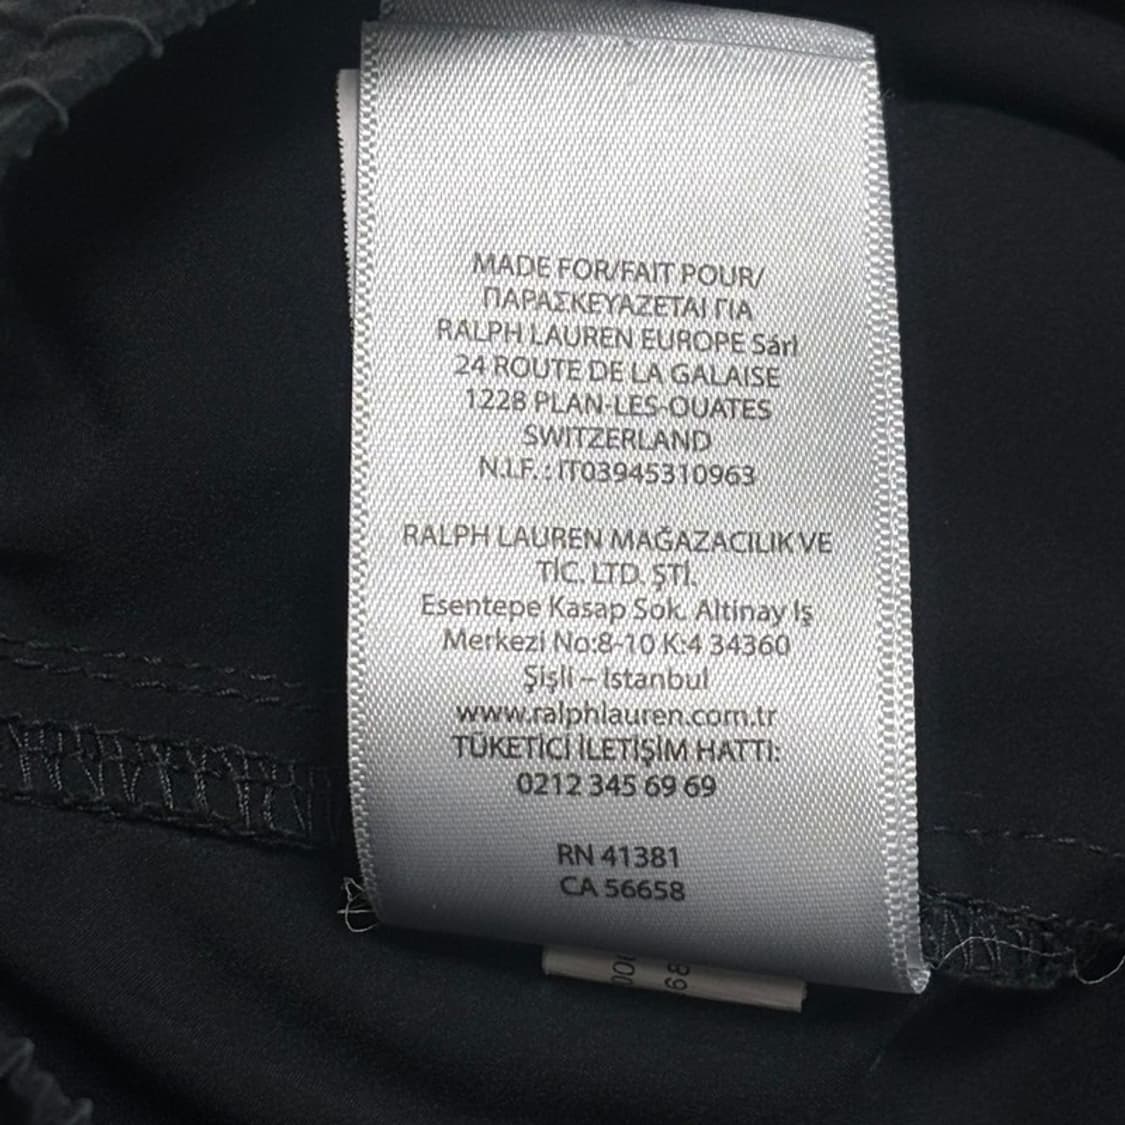 MADE FOR/FAIT POUR/
ΠΑΡΑΣΚΕΥΑΖΕΤΑΙ ΓΙΑ
RALPH LAUREN EUROPE Sárl
24 ROUTE DE LA GALAISE
1228 PLAN-LES-OUATES
SWITZERLAND
N.I.F. : IT03945310963
RALPH LAUREN MAĞAZACILIK VE
TİC. LTD. ŞTİ.
Esentepe Kasap Sok. Altinay Iş
Merkezi No:8-10 K:4 34360
Şişli – Istanbul
www.ralphlauren.com.tr
TÜKETİCİ İLETİŞİM HATTI:
0212 345 69 69
RN 41381
CA 56658